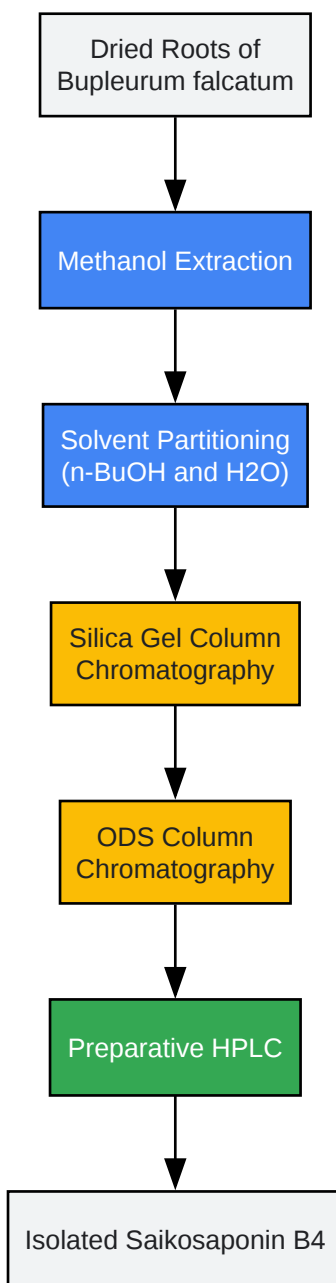 Dried Roots of
Bupleurum falcatum
Methanol Extraction
Solvent Partitioning
(n-BuOH and H2O)
Silica Gel Column
Chromatography
ODS Column
Chromatography
Preparative HPLC
Isolated Saikosaponin B4